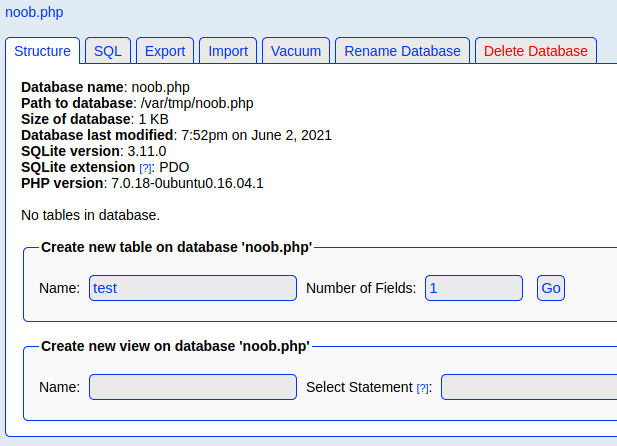 noob.php
Structure SQL Export Import Vacuum Rename Database Delete Database
Database name: noob.php
Path to database: /var/tmp/noob.php
Size of database: 1 KB
Database last modified: 7:52pm on June 2, 2021
SQLite version: 3.11.0
SQLite extension [?]: PDO
PHP version: 7.0.18-0ubuntu0.16.04.1
No tables in database.
Create new table on database 'noob.php'
Name: test Number of Fields: 1 Go
Create new view on database 'noob.php'
Name: Select Statement [?]: